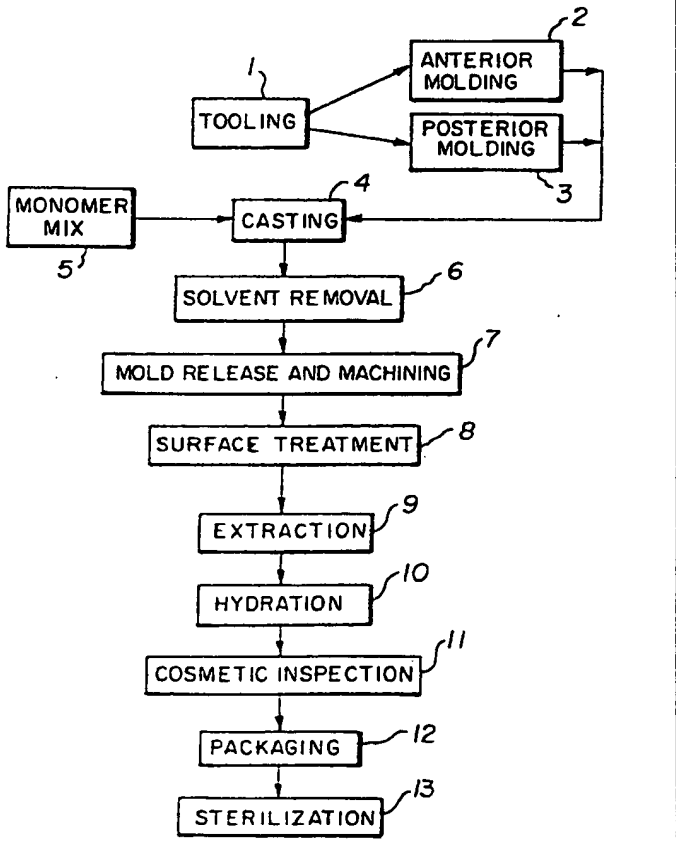 1
TOOLING
2
ANTERIOR
MOLDING
POSTERIOR
MOLDING
3
MONOMER
MIX
5
4
CASTING
6
SOLVENT REMOVAL
7
MOLD RELEASE AND MACHINING
8
SURFACE TREATMENT
9
EXTRACTION
10
HYDRATION
11
COSMETIC INSPECTION
12
PACKAGING
13
STERILIZATION